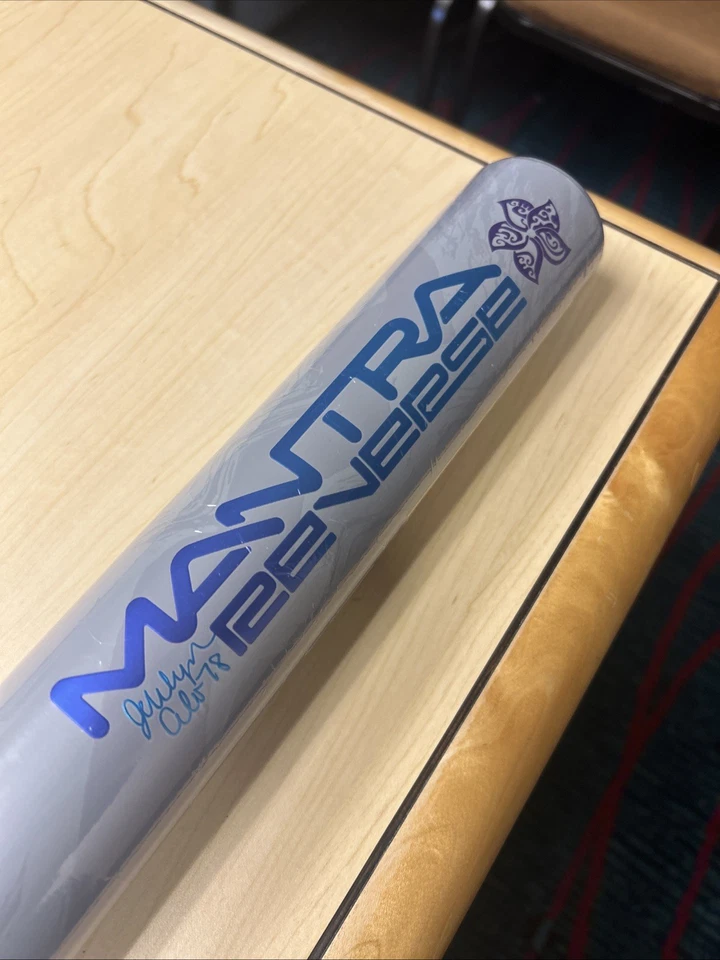 MANTRA
REVERSE
Jocelyn
Alo 78